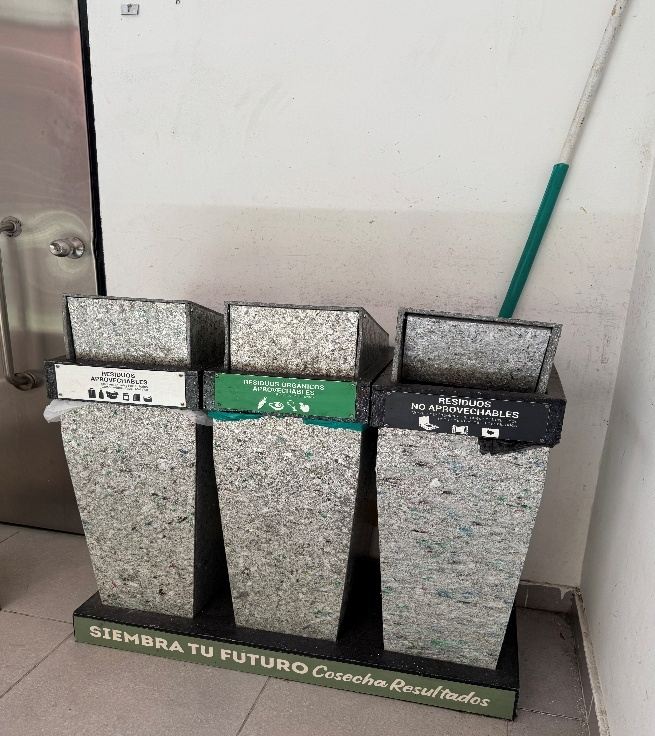 RESIDUOS
APROVECHABLES
RESIDUOS ORGANICOS
APROVECHABLES
RESIDUOS
NO APROVECHABLES
SIEMBRA TU FUTURO Cosecha Resultados